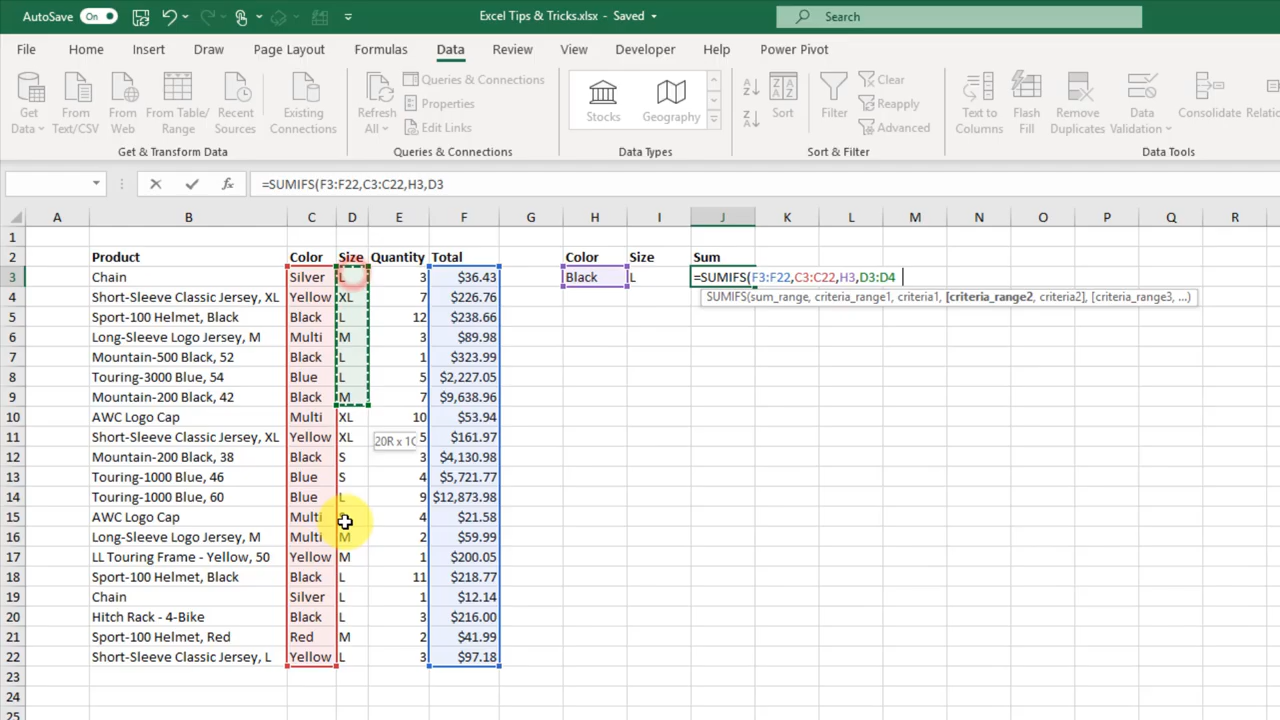 AutoSave On Excel Tips & Tricks.xlsx - Saved Search
File Home Insert Draw Page Layout Formulas Data Review View Developer Help Power Pivot
Get Data From Text/CSV From Web From Table/ Range Recent Sources Existing Connections
Get & Transform Data
Refresh All Queries & Connections Properties Edit Links
Queries & Connections
Stocks Geography
Data Types
Sort Filter Clear Reapply Advanced
Sort & Filter
Text to Columns Flash Fill Remove Duplicates Data Validation Consolidate
Data Tools
fx =SUMIFS(F3:F22,C3:C22,H3,D3
A B C D E F G H I J K L M N O P Q R
1
2 Product Color Size Quantity Total Color Size Sum
3 Chain Silver L 3 $36.43 Black L =SUMIFS(F3:F22,C3:C22,H3,D3:D4
4 Short-Sleeve Classic Jersey, XL Yellow XL 7 $226.76 SUMIFS(sum_range, criteria_range1, criteria1, [criteria_range2, criteria2], [criteria_range3, ...)
5 Sport-100 Helmet, Black Black L 12 $238.66
6 Long-Sleeve Logo Jersey, M Multi M 3 $89.98
7 Mountain-500 Black, 52 Black L 1 $323.99
8 Touring-3000 Blue, 54 Blue L 5 $2,227.05
9 Mountain-200 Black, 42 Black M 7 $9,638.96
10 AWC Logo Cap Multi XL 10 $53.94
11 Short-Sleeve Classic Jersey, XL Yellow XL 20R x 1C 5 $161.97
12 Mountain-200 Black, 38 Black S 3 $4,130.98
13 Touring-1000 Blue, 46 Blue S 4 $5,721.77
14 Touring-1000 Blue, 60 Blue L 9 $12,873.98
15 AWC Logo Cap Multi 4 $21.58
16 Long-Sleeve Logo Jersey, M Multi M 2 $59.99
17 LL Touring Frame - Yellow, 50 Yellow M 1 $200.05
18 Sport-100 Helmet, Black Black L 11 $218.77
19 Chain Silver L 1 $12.14
20 Hitch Rack - 4-Bike Black L 3 $216.00
21 Sport-100 Helmet, Red Red M 2 $41.99
22 Short-Sleeve Classic Jersey, L Yellow L 3 $97.18
23
24
25